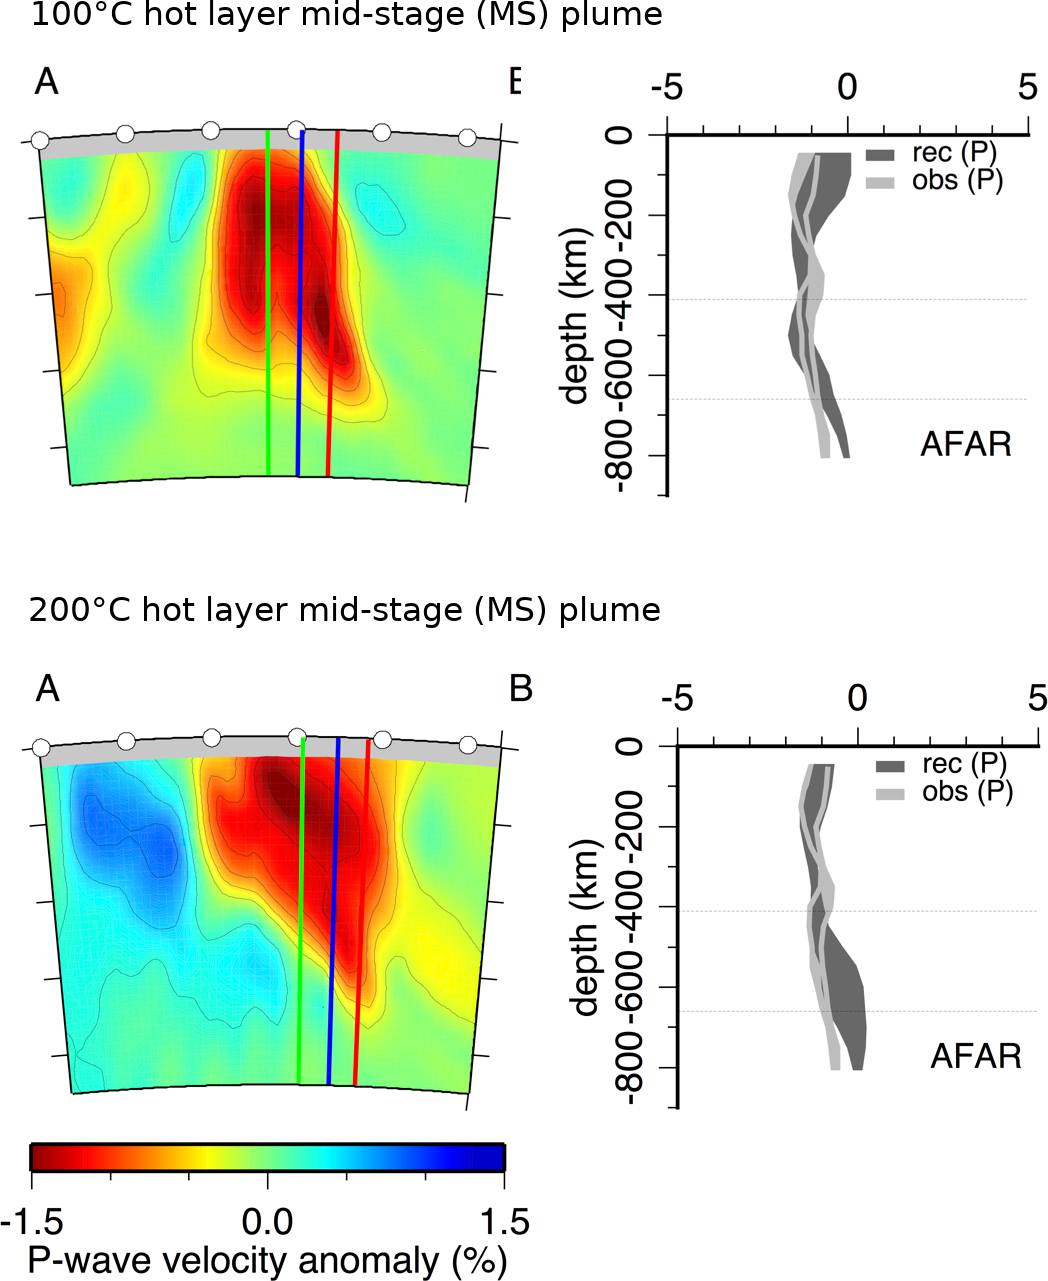 100°C hot layer mid-stage (MS) plume
A
-5 0 5
rec (P)
obs (P)
0
-200
-400
-600
-800
depth (km)
AFAR
200°C hot layer mid-stage (MS) plume
A B
-5 0 5
rec (P)
obs (P)
0
-200
-400
-600
-800
depth (km)
AFAR
-1.5 0.0 1.5
P-wave velocity anomaly (%)